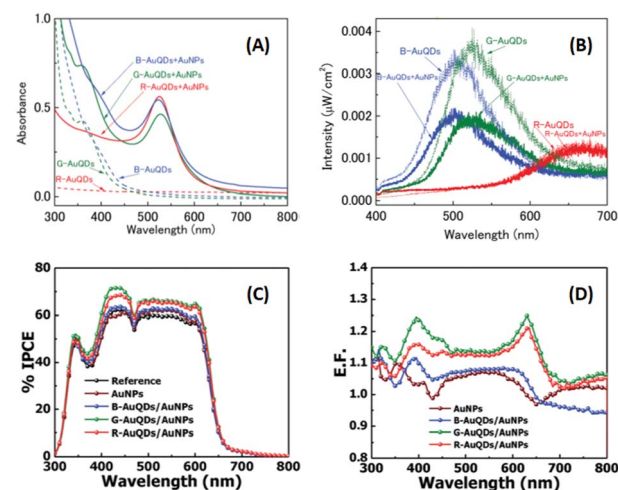 (A)
1.0
0.5
0.0
Absorbance
B-AuQDs+AuNPs
G-AuQDs+AuNPs
R-AuQDs+AuNPs
G-AuQDs
B-AuQDs
R-AuQDs
300 400 500 600 700 800
Wavelength (nm)
(B)
0.004
0.003
0.002
0.001
0
Intensity (μW/cm²)
G-AuQDs
B-AuQDs
B-AuQDs+AuNPs
G-AuQDs+AuNPs
R-AuQDs
R-AuQDs+AuNPs
400 500 600 700
Wavelength (nm)
(C)
80
60
40
20
0
% IPCE
Reference
AuNPs
B-AuQDs/AuNPs
G-AuQDs/AuNPs
R-AuQDs/AuNPs
300 400 500 600 700 800
Wavelength (nm)
(D)
1.4
1.3
1.2
1.1
1.0
0.9
0.8
E.F.
AuNPs
B-AuQDs/AuNPs
G-AuQDs/AuNPs
R-AuQDs/AuNPs
300 400 500 600 700 800
Wavelength (nm)